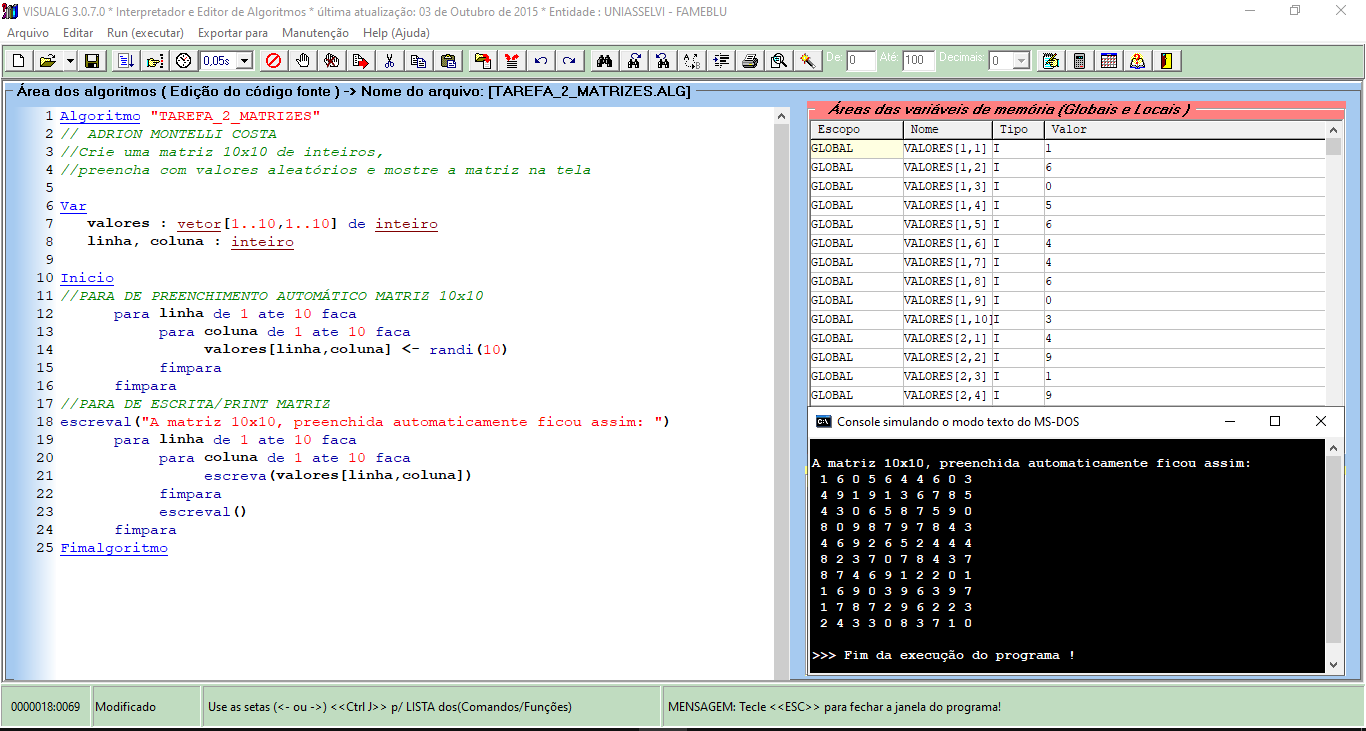 VISUALG 3.0.7.0 * Interpretador e Editor de Algoritmos * última atualização: 03 de Outubro de 2015 * Entidade : UNIASSELVI - FAMEBLU
Arquivo Editar Run (executar) Exportar para Manutenção Help (Ajuda)
0,05s De: 0 Até: 100 Decimais: 0
Área dos algoritmos ( Edição do código fonte ) -> Nome do arquivo: [TAREFA_2_MATRIZES.ALG]
1 Algoritmo "TAREFA_2_MATRIZES"
2 // ADRION MONTELLI COSTA
3 //Crie uma matriz 10x10 de inteiros,
4 //preencha com valores aleatórios e mostre a matriz na tela
5
6 Var
7 valores : vetor[1..10,1..10] de inteiro
8 linha, coluna : inteiro
9
10 Inicio
11 //PARA DE PREENCHIMENTO AUTOMÁTICO MATRIZ 10x10
12 para linha de 1 ate 10 faca
13 para coluna de 1 ate 10 faca
14 valores[linha,coluna] <- randi(10)
15 fimpara
16 fimpara
17 //PARA DE ESCRITA/PRINT MATRIZ
18 escreval("A matriz 10x10, preenchida automaticamente ficou assim: ")
19 para linha de 1 ate 10 faca
20 para coluna de 1 ate 10 faca
21 escreva(valores[linha,coluna])
22 fimpara
23 escreval()
24 fimpara
25 Fimalgoritmo
Áreas das variáveis de memória (Globais e Locais )
Escopo Nome Tipo Valor
GLOBAL VALORES[1,1] I 1
GLOBAL VALORES[1,2] I 6
GLOBAL VALORES[1,3] I 0
GLOBAL VALORES[1,4] I 5
GLOBAL VALORES[1,5] I 6
GLOBAL VALORES[1,6] I 4
GLOBAL VALORES[1,7] I 4
GLOBAL VALORES[1,8] I 6
GLOBAL VALORES[1,9] I 0
GLOBAL VALORES[1,10] I 3
GLOBAL VALORES[2,1] I 4
GLOBAL VALORES[2,2] I 9
GLOBAL VALORES[2,3] I 1
GLOBAL VALORES[2,4] I 9
Console simulando o modo texto do MS-DOS
A matriz 10x10, preenchida automaticamente ficou assim:
1 6 0 5 6 4 4 6 0 3
4 9 1 9 1 3 6 7 8 5
4 3 0 6 5 8 7 5 9 0
8 0 9 8 7 9 7 8 4 3
4 6 9 2 6 5 2 4 4 4
8 2 3 7 0 7 8 4 3 7
8 7 4 6 9 1 2 2 0 1
1 6 9 0 3 9 6 3 9 7
1 7 8 7 2 9 6 2 2 3
2 4 3 3 0 8 3 7 1 0
>>> Fim da execução do programa !
0000018:0069 Modificado Use as setas (<- ou ->) <<Ctrl J>> p/ LISTA dos(Comandos/Funções) MENSAGEM: Tecle <<ESC>> para fechar a janela do programa!